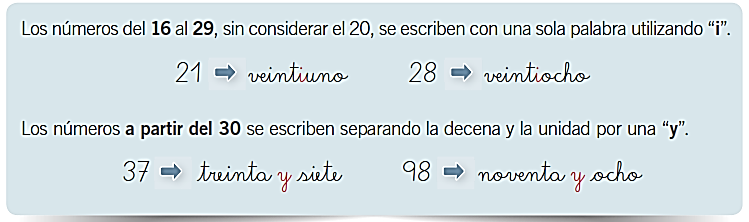 Los números del 16 al 29, sin considerar el 20, se escriben con una sola palabra utilizando “i”.
21 ➡ veintiuno 28 ➡ veintiocho
Los números a partir del 30 se escriben separando la decena y la unidad por una “y”.
37 ➡ treinta y siete 98 ➡ noventa y ocho